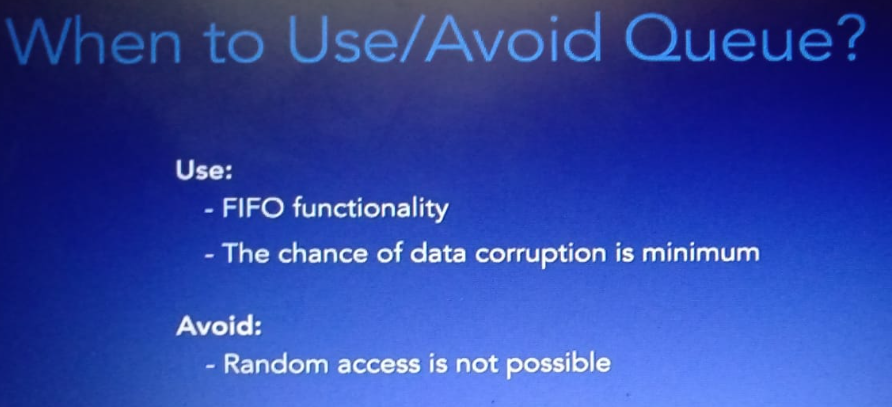 When to Use/Avoid Queue?
Use:
- FIFO functionality
- The chance of data corruption is minimum
Avoid:
- Random access is not possible